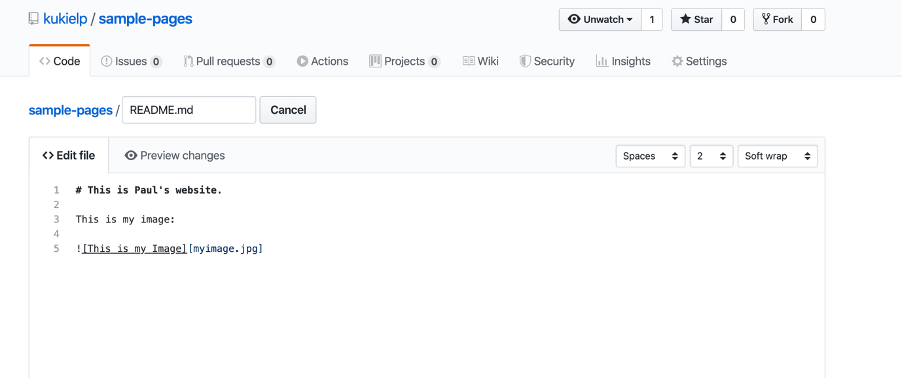 kukielp / sample-pages
Unwatch 1 Star 0 Fork 0
Code Issues 0 Pull requests 0 Actions Projects 0 Wiki Security Insights Settings
sample-pages / README.md Cancel
<> Edit file Preview changes Spaces 2 Soft wrap
1 # This is Paul's website.
2
3 This is my image:
4
5 ![This is my Image][myimage.jpg]